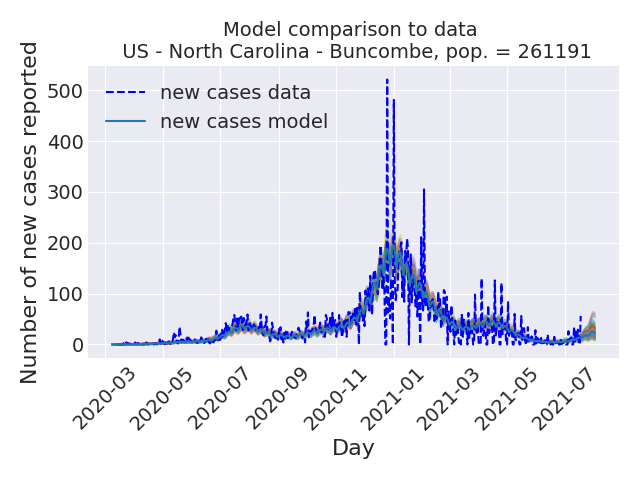 Model comparison to data
US - North Carolina - Buncombe, pop. = 261191
Number of new cases reported
500
400
300
200
100
0
new cases data
new cases model
2020-03
2020-05
2020-07
2020-09
2020-11
2021-01
2021-03
2021-05
2021-07
Day